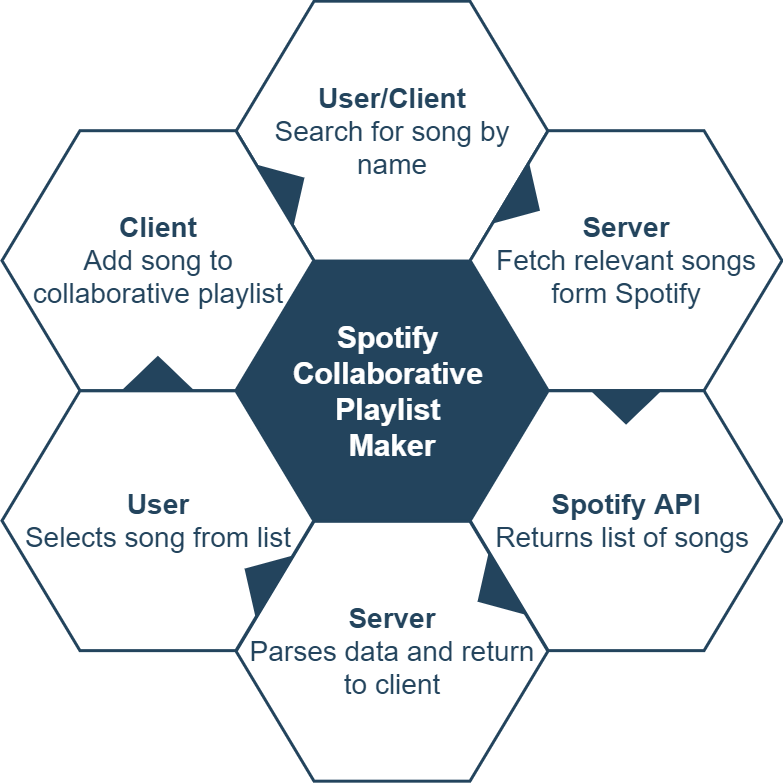 User/Client
Search for song by
name
Server
Fetch relevant songs
form Spotify
Spotify API
Returns list of songs
Server
Parses data and return
to client
User
Selects song from list
Client
Add song to
collaborative playlist
Spotify
Collaborative
Playlist
Maker